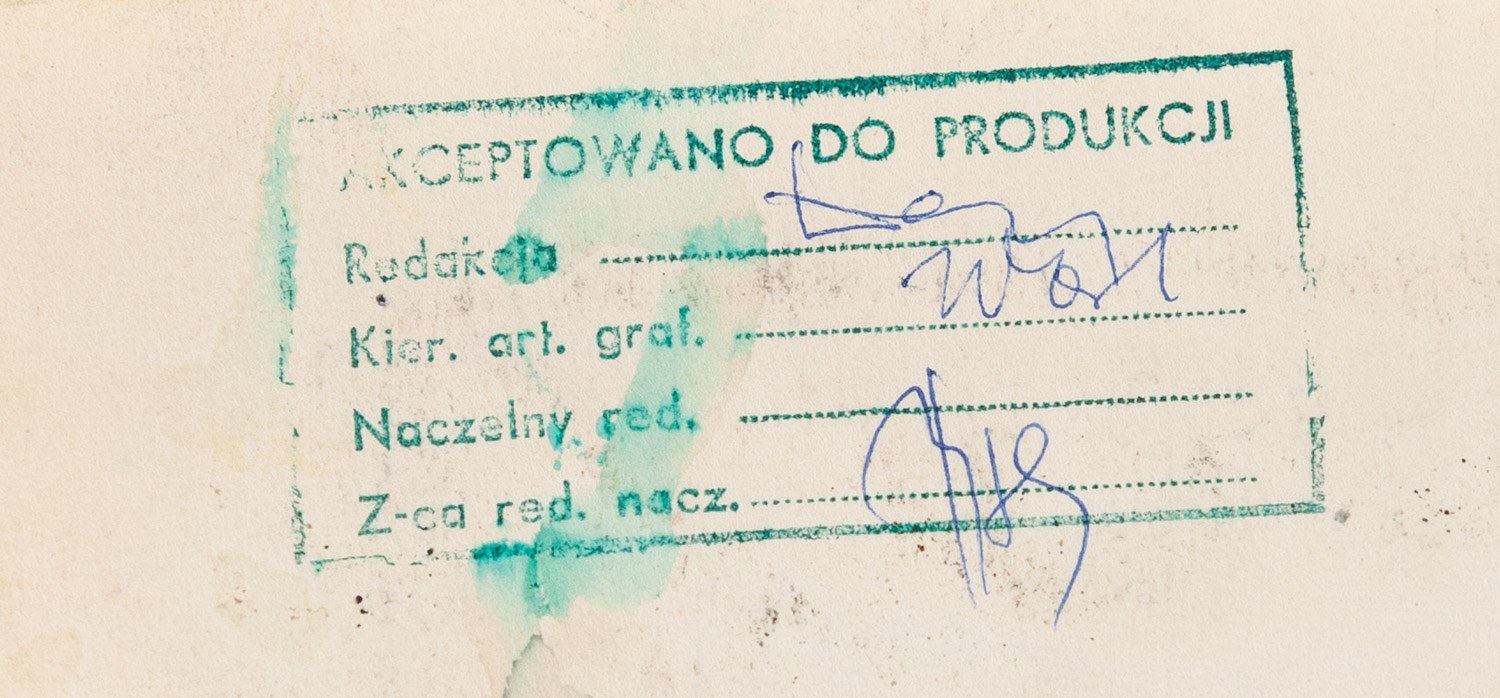 AKCEPTOWANO DO PRODUKCJI
Redakcja
Kier. art. graf.
Naczelny red.
Z-ca red. nacz.